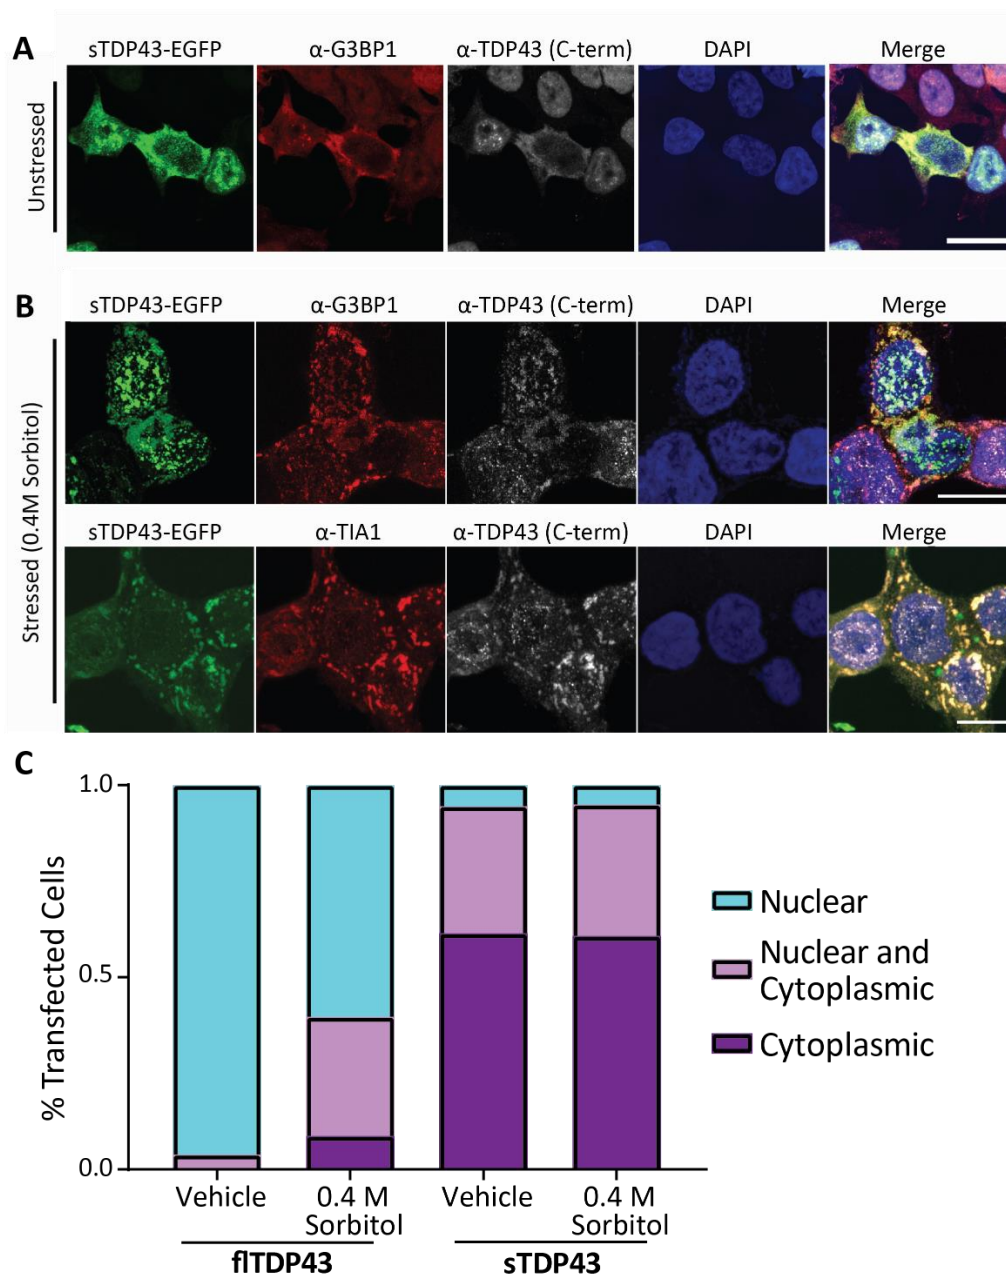 A
sTDP43-EGFP α-G3BP1 α-TDP43 (C-term) DAPI Merge
Unstressed
B
sTDP43-EGFP α-G3BP1 α-TDP43 (C-term) DAPI Merge
Stressed (0.4M Sorbitol)
sTDP43-EGFP α-TIA1 α-TDP43 (C-term) DAPI Merge
C
% Transfected Cells
1.0
0.5
0.0
Nuclear
Nuclear and
Cytoplasmic
Cytoplasmic
Vehicle 0.4 M Vehicle 0.4 M
Sorbitol Sorbitol
flTDP43 sTDP43